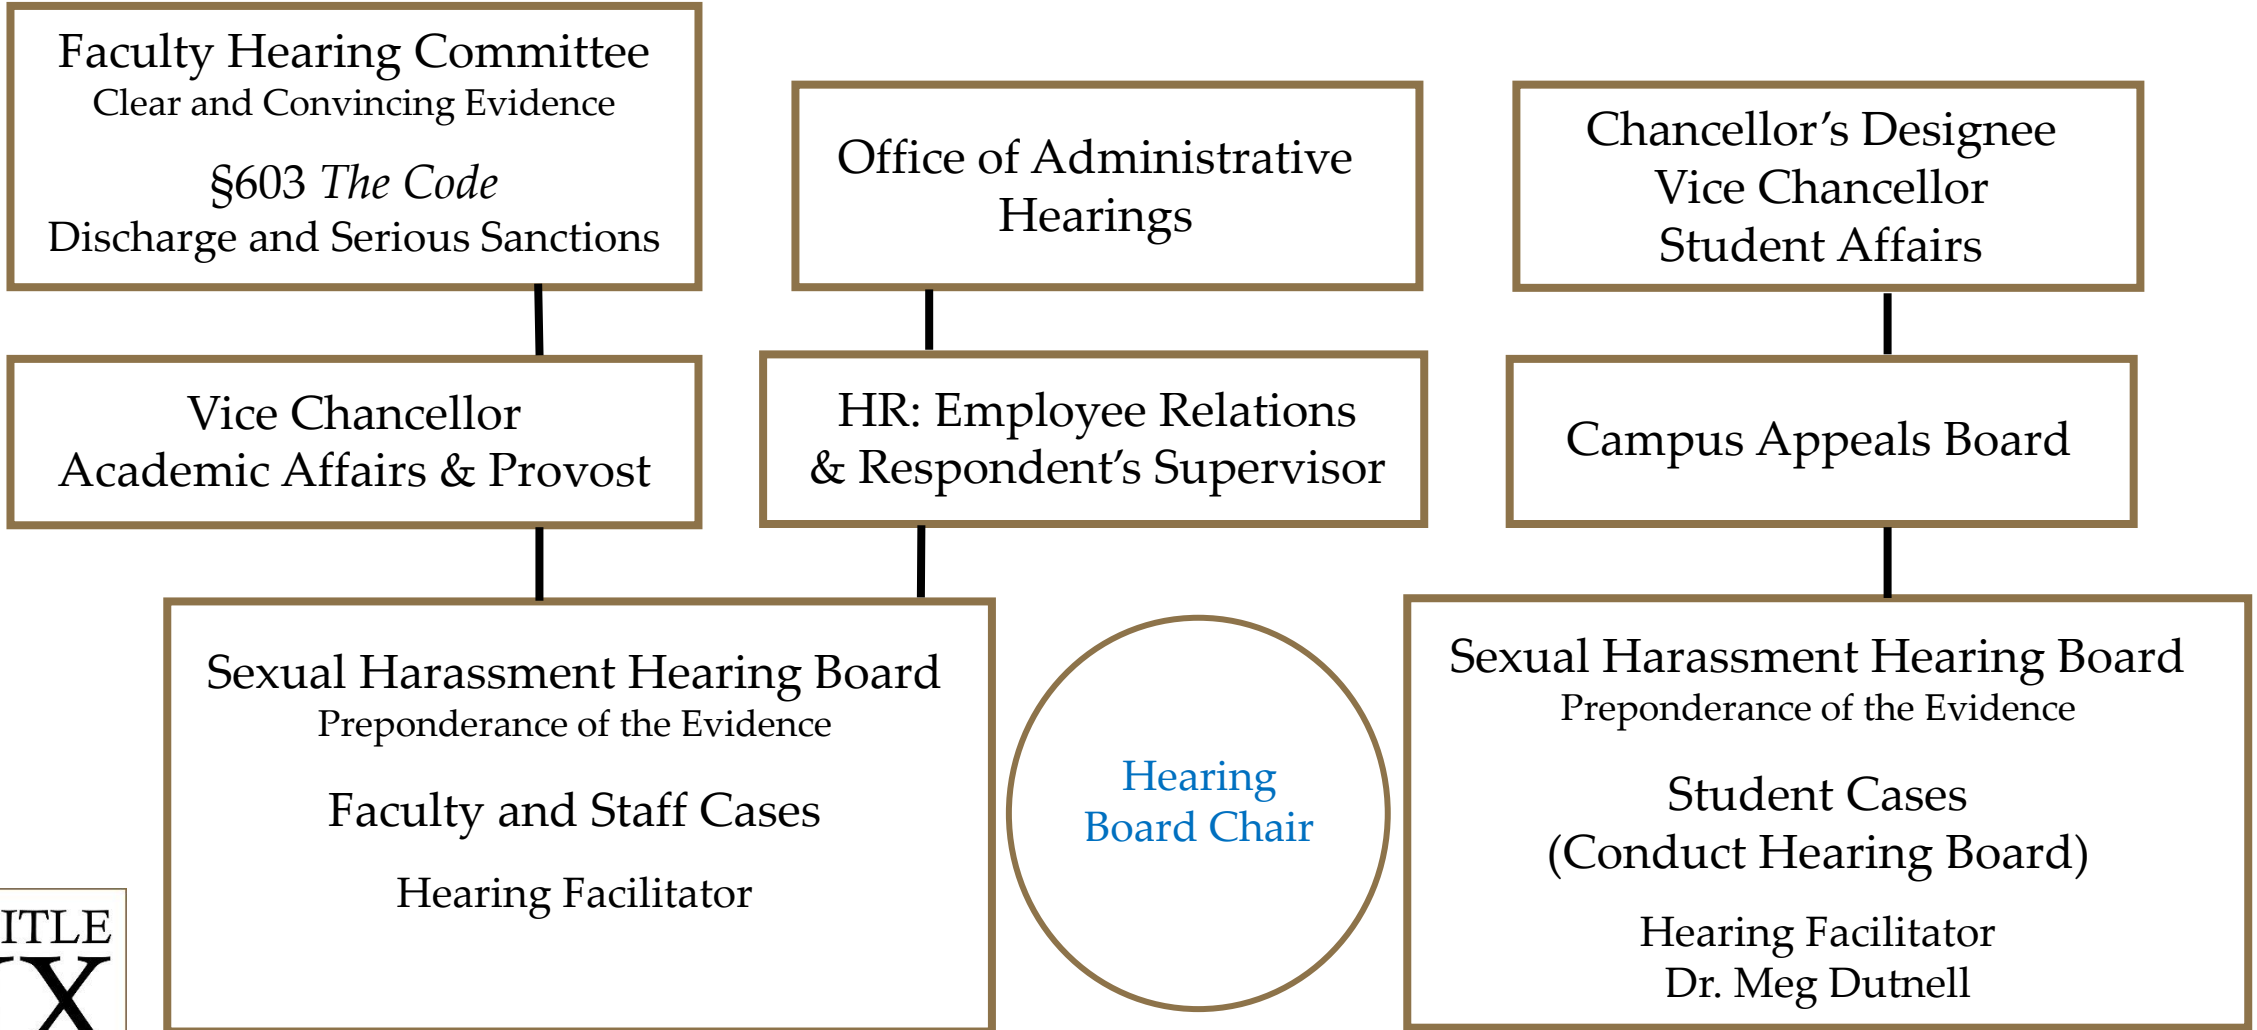 Faculty Hearing Committee
Clear and Convincing Evidence
§603 The Code
Discharge and Serious Sanctions
Office of Administrative
Hearings
Chancellor’s Designee
Vice Chancellor
Student Affairs
Vice Chancellor
Academic Affairs & Provost
HR: Employee Relations
& Respondent’s Supervisor
Campus Appeals Board
Sexual Harassment Hearing Board
Preponderance of the Evidence
Faculty and Staff Cases
Hearing Facilitator
Hearing
Board Chair
Sexual Harassment Hearing Board
Preponderance of the Evidence
Student Cases
(Conduct Hearing Board)
Hearing Facilitator
Dr. Meg Dutnell
ITLE
X